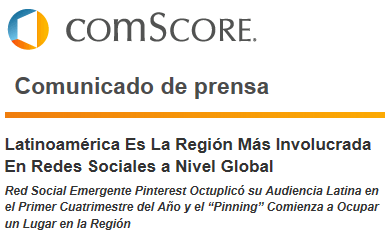 comScore.
Comunicado de prensa
Latinoamérica Es La Región Más Involucrada
En Redes Sociales a Nivel Global
Red Social Emergente Pinterest Octuplicó su Audiencia Latina en
el Primer Cuatrimestre del Año y el “Pinning” Comienza a Ocupar
un Lugar en la Región